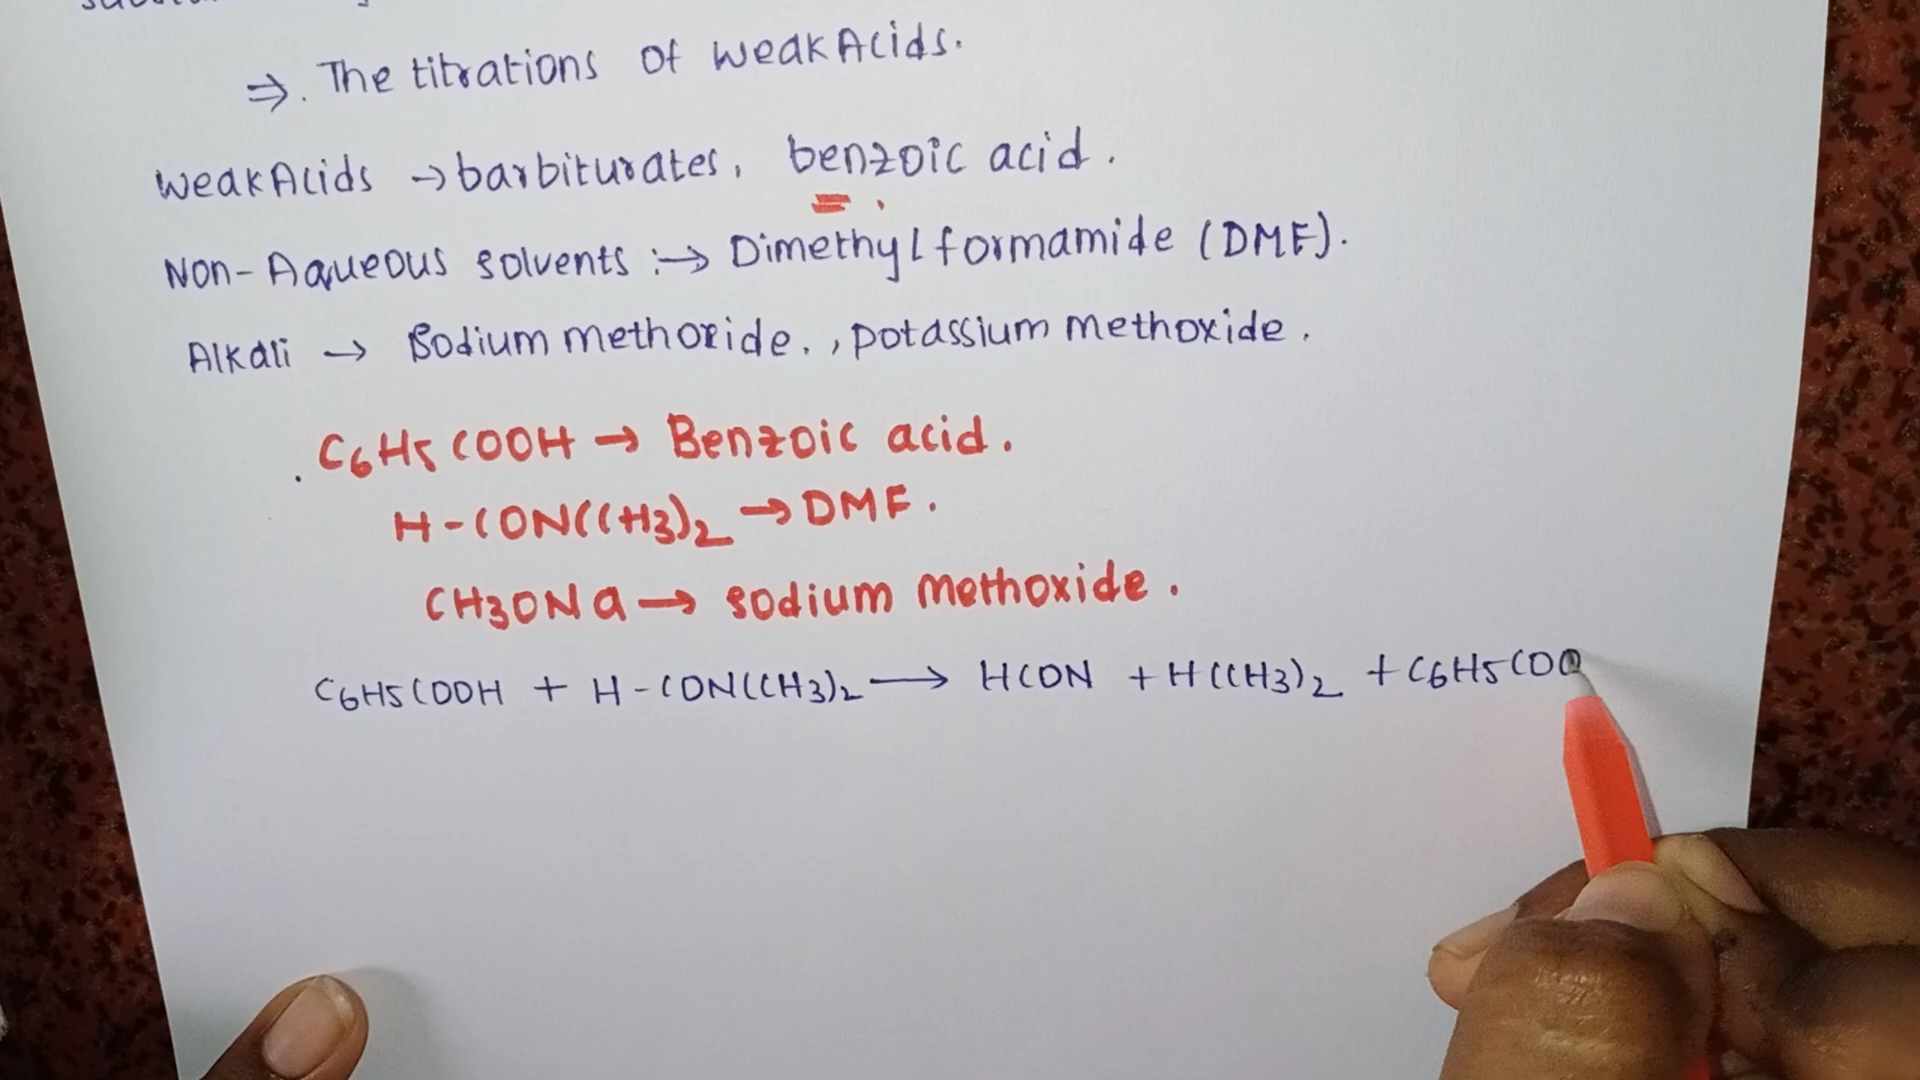 ⇒. The titrations of weak Acids.
weak Acids → barbiturates, benzoic acid.
Non-Aqueous solvents :→ Dimethyl formamide (DMF).
Alkali → Sodium methoxide. , potassium methoxide.
C6H5COOH → Benzoic acid.
H-CON(CH3)2 → DMF.
CH3ONa → sodium methoxide.
C6H5COOH + H-CON(CH3)2 → HCON + H(CH3)2 + C6H5COO